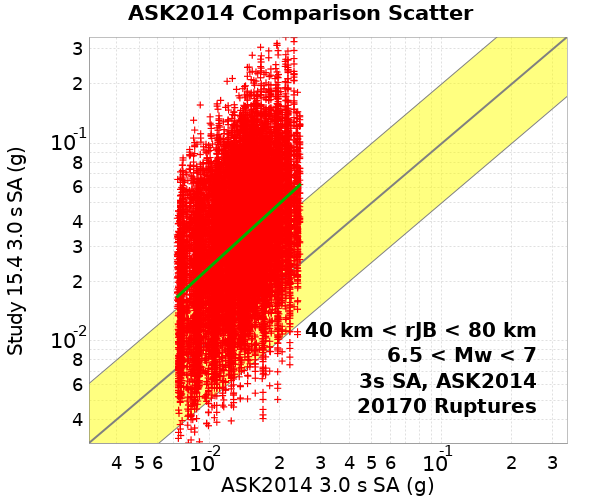 ASK2014 Comparison Scatter
3
2
10-1
8
6
4
3
2
10-2
8
6
4
Study 15.4 3.0 s SA (g)
40 km < rJB < 80 km
6.5 < Mw < 7
3s SA, ASK2014
20170 Ruptures
4 5 6 10-2 2 3 4 5 6 10-1 2 3
ASK2014 3.0 s SA (g)